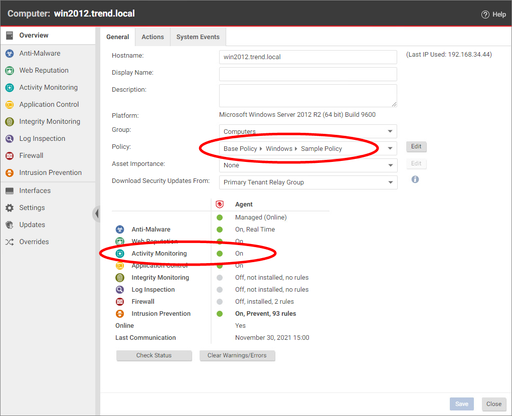 Computer: win2012.trend.local
Help
Overview
Anti-Malware
Web Reputation
Activity Monitoring
Application Control
Integrity Monitoring
Log Inspection
Firewall
Intrusion Prevention
Interfaces
Settings
Updates
Overrides
General Actions System Events
Hostname: win2012.trend.local (Last IP Used: 192.168.34.44)
Display Name:
Description:
Platform: Microsoft Windows Server 2012 R2 (64 bit) Build 9600
Group: Computers
Policy: Base Policy Windows Sample Policy Edit
Asset Importance: None Edit
Download Security Updates From: Primary Tenant Relay Group
Agent
Managed (Online)
Anti-Malware On, Real Time
Web Reputation On
Activity Monitoring On
Application Control On
Integrity Monitoring Off, not installed, no rules
Log Inspection Off, not installed, no rules
Firewall Off, installed, 2 rules
Intrusion Prevention On, Prevent, 93 rules
Online Yes
Last Communication November 30, 2021 15:00
Check Status Clear Warnings/Errors
Save Close